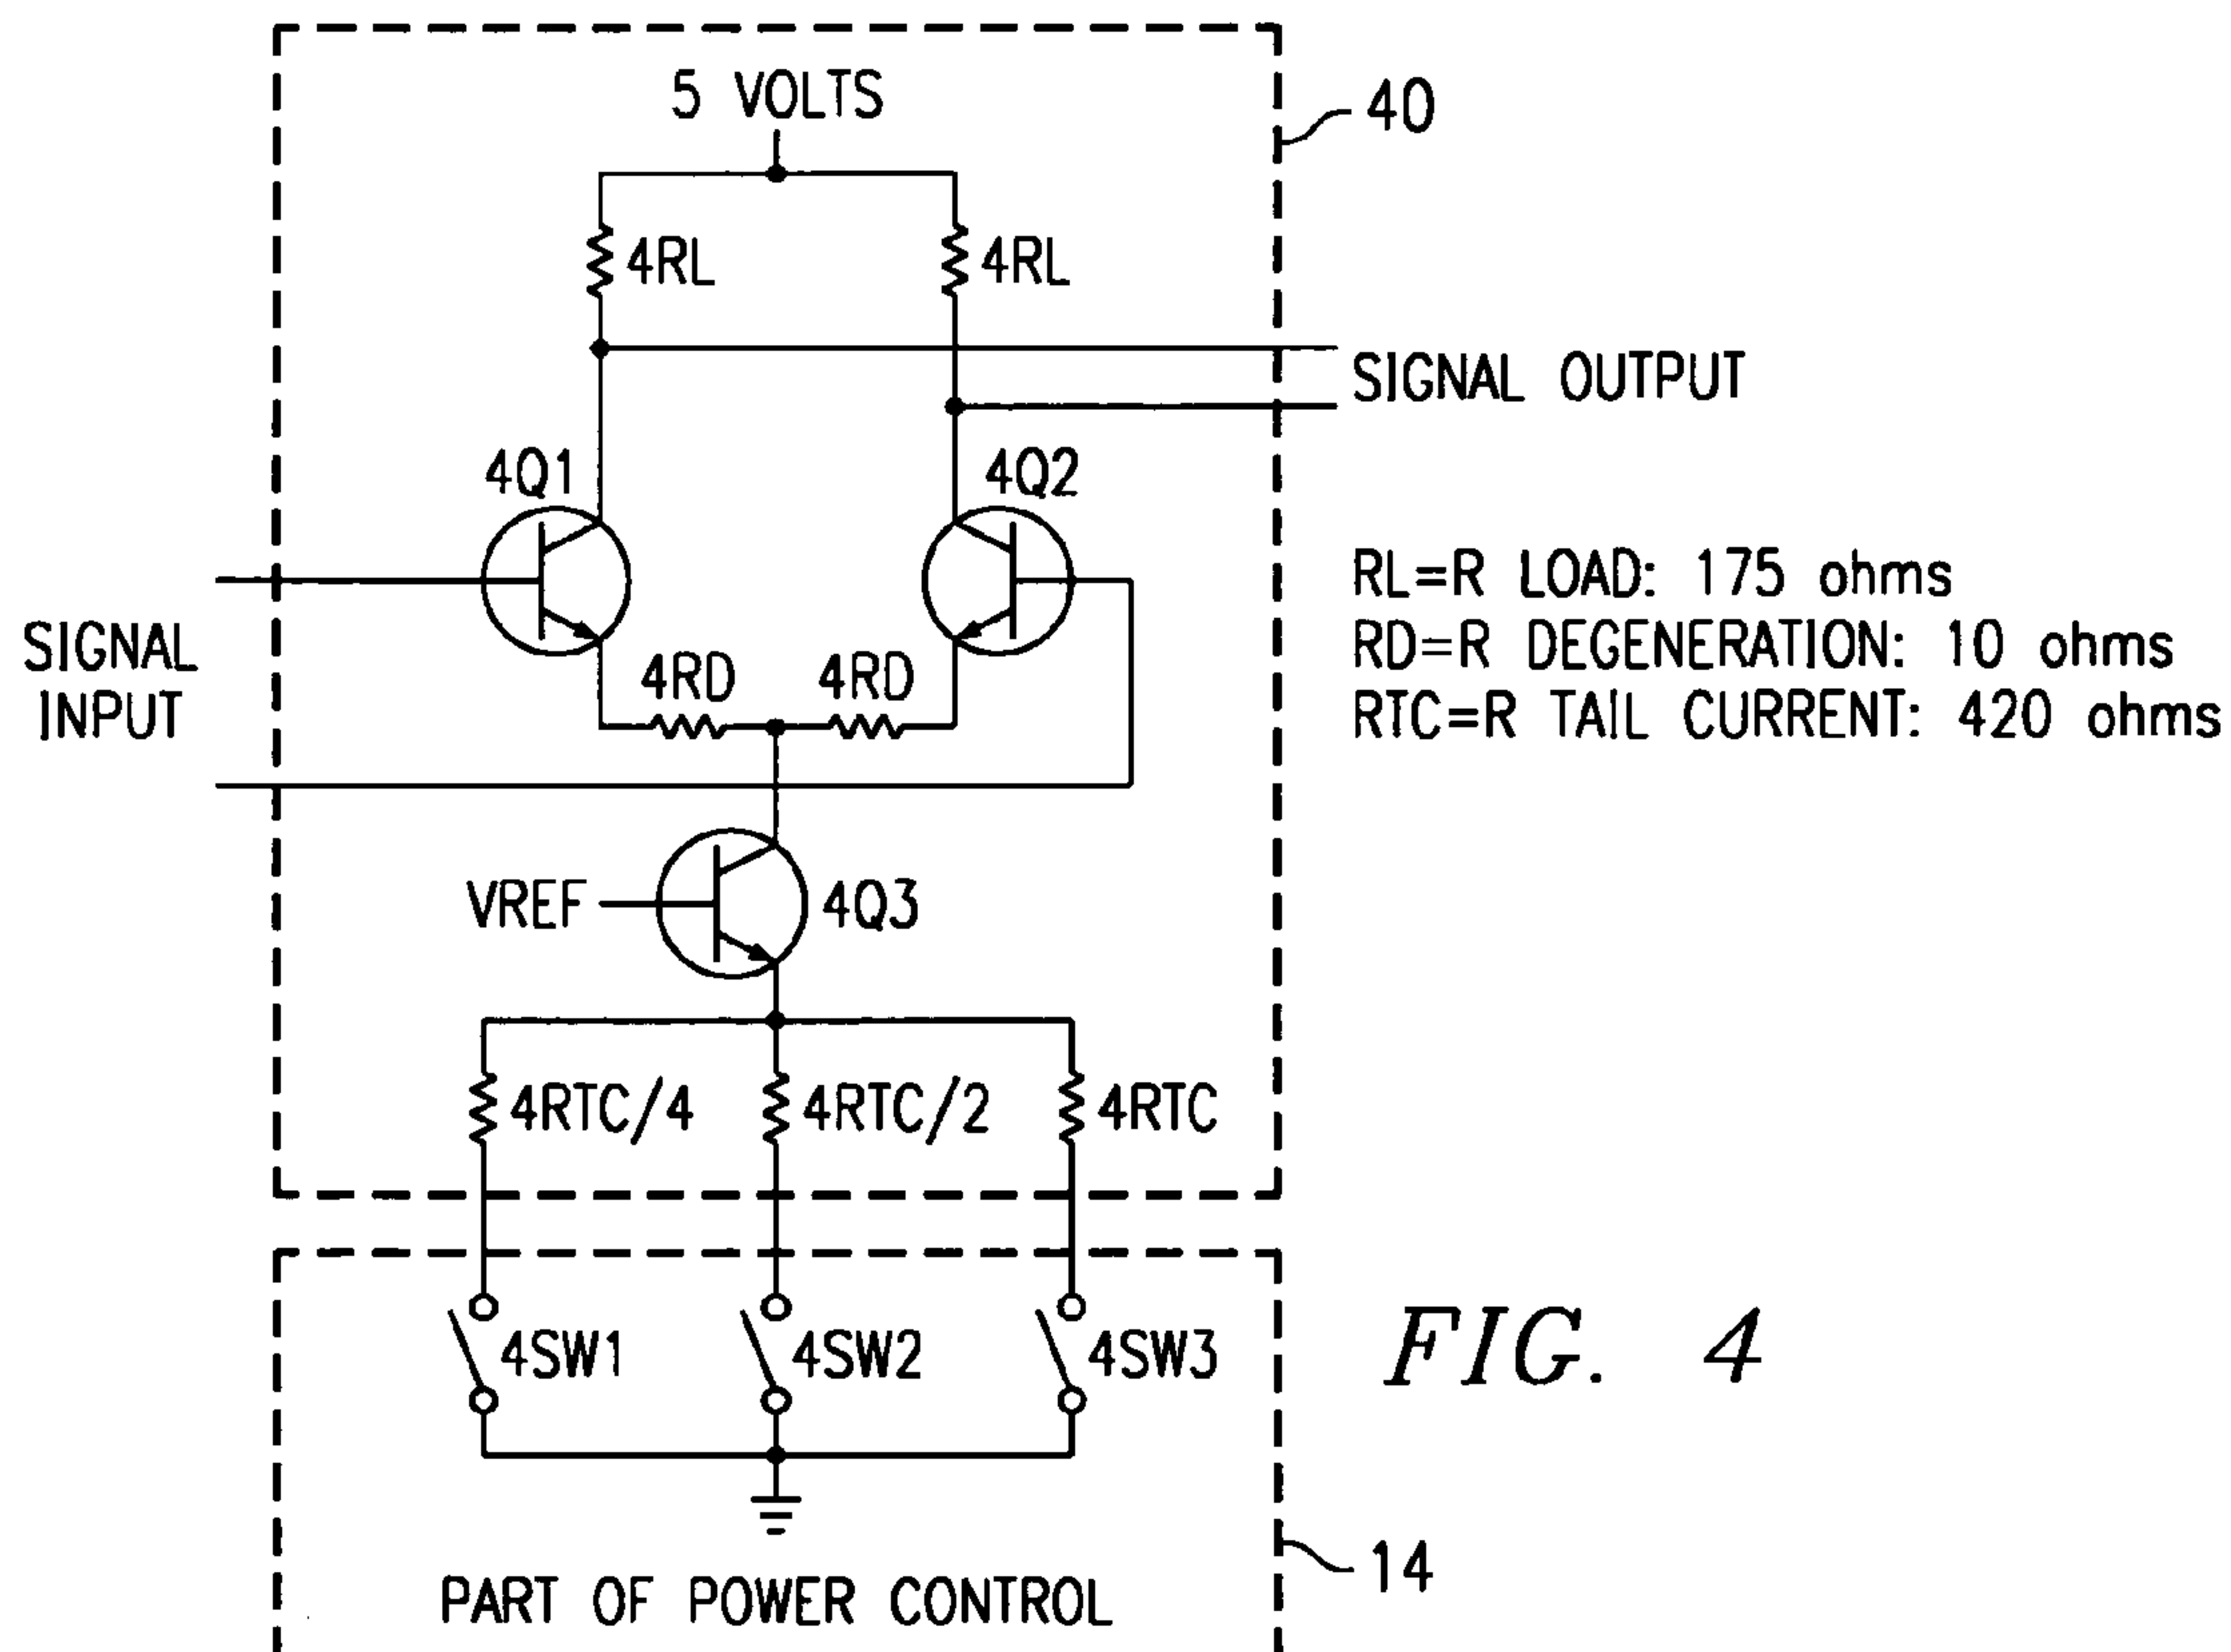 5 VOLTS
40
4RL
4RL
SIGNAL OUTPUT
4Q1
4Q2
RL=R LOAD: 175 ohms
RD=R DEGENERATION: 10 ohms
RTC=R TAIL CURRENT: 420 ohms
SIGNAL
INPUT
4RD
4RD
VREF
4Q3
4RTC/4
4RTC/2
4RTC
4SW1
4SW2
4SW3
FIG. 4
14
PART OF POWER CONTROL